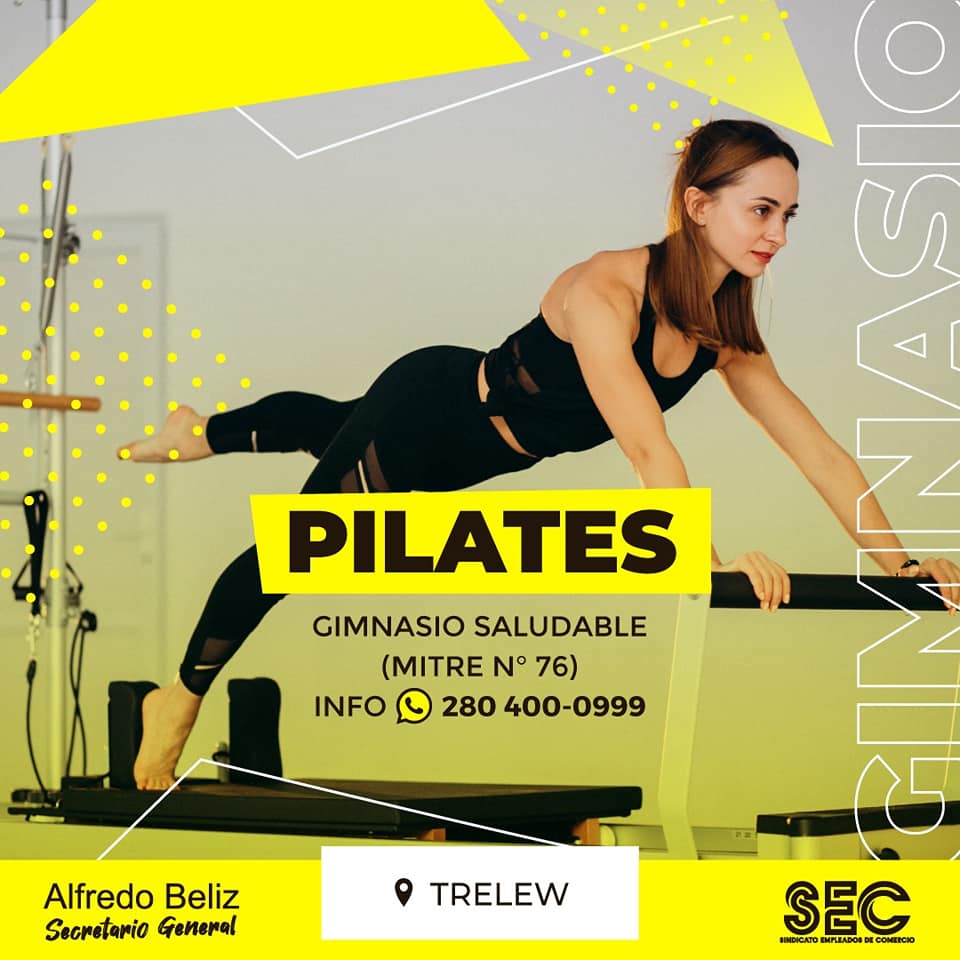 GIMNASIO
PILATES
GIMNASIO SALUDABLE
(MITRE N° 76)
INFO 280 400-0999
Alfredo Beliz
Secretario General
TRELEW
SEC
SINDICATO EMPLEADOS DE COMERCIO